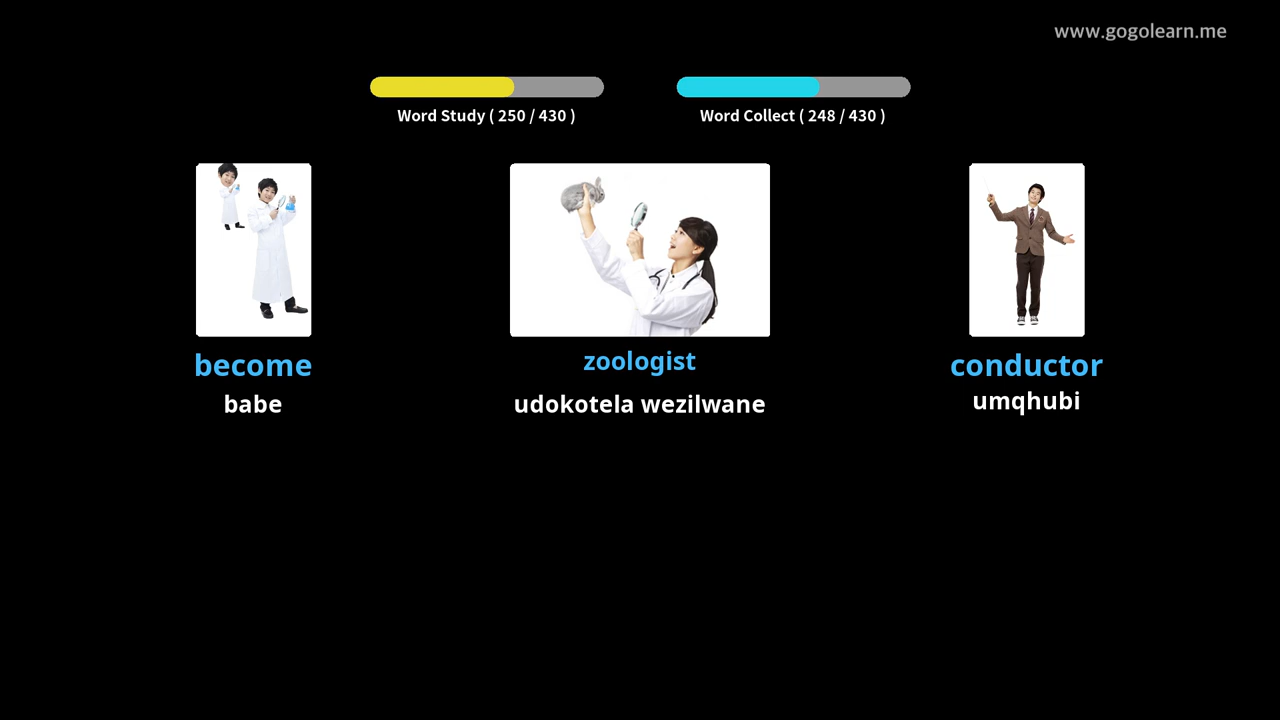 www.gogolearn.me
Word Study ( 250 / 430 )
Word Collect ( 248 / 430 )
become
babe
zoologist
udokotela wezilwane
conductor
umqhubi